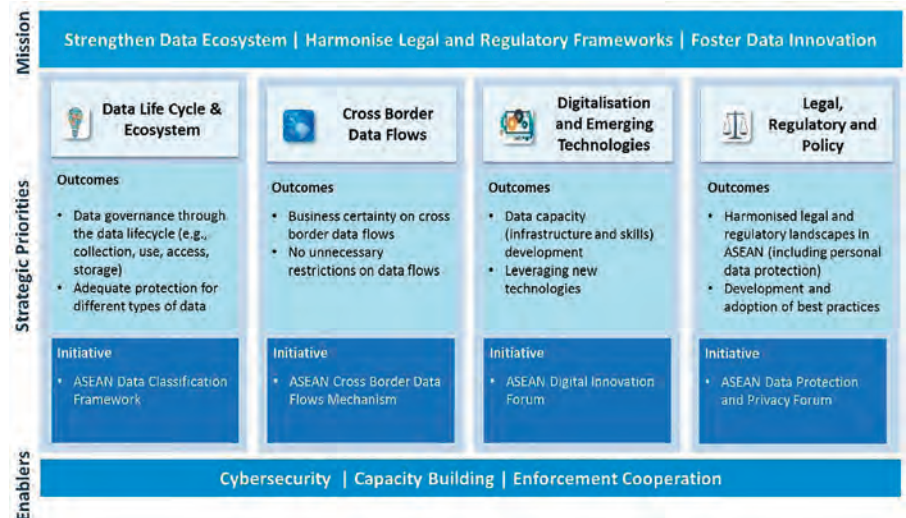 Mission
Strengthen Data Ecosystem | Harmonise Legal and Regulatory Frameworks | Foster Data Innovation
Strategic Priorities
Data Life Cycle &
Ecosystem
Outcomes
• Data governance through
the data lifecycle (e.g.,
collection, use, access,
storage)
• Adequate protection for
different types of data
Initiative
• ASEAN Data Classification
Framework
Cross Border
Data Flows
Outcomes
• Business certainty on cross
border data flows
• No unnecessary
restrictions on data flows
Initiative
• ASEAN Cross Border Data
Flows Mechanism
Digitalisation
and Emerging
Technologies
Outcomes
• Data capacity
(infrastructure and skills)
development
• Leveraging new
technologies
Initiative
• ASEAN Digital Innovation
Forum
Legal,
Regulatory and
Policy
Outcomes
• Harmonised legal and
regulatory landscapes in
ASEAN (including personal
data protection)
• Development and
adoption of best practices
Initiative
• ASEAN Data Protection
and Privacy Forum
Enablers
Cybersecurity | Capacity Building | Enforcement Cooperation